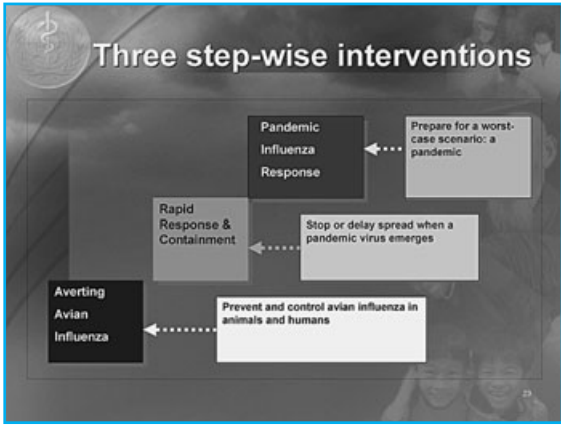 Three step-wise interventions
Pandemic
Influenza
Response
Prepare for a worst-
case scenario: a
pandemic
Rapid
Response &
Containment
Stop or delay spread when a
pandemic virus emerges
Averting
Avian
Influenza
Prevent and control avian influenza in
animals and humans
23